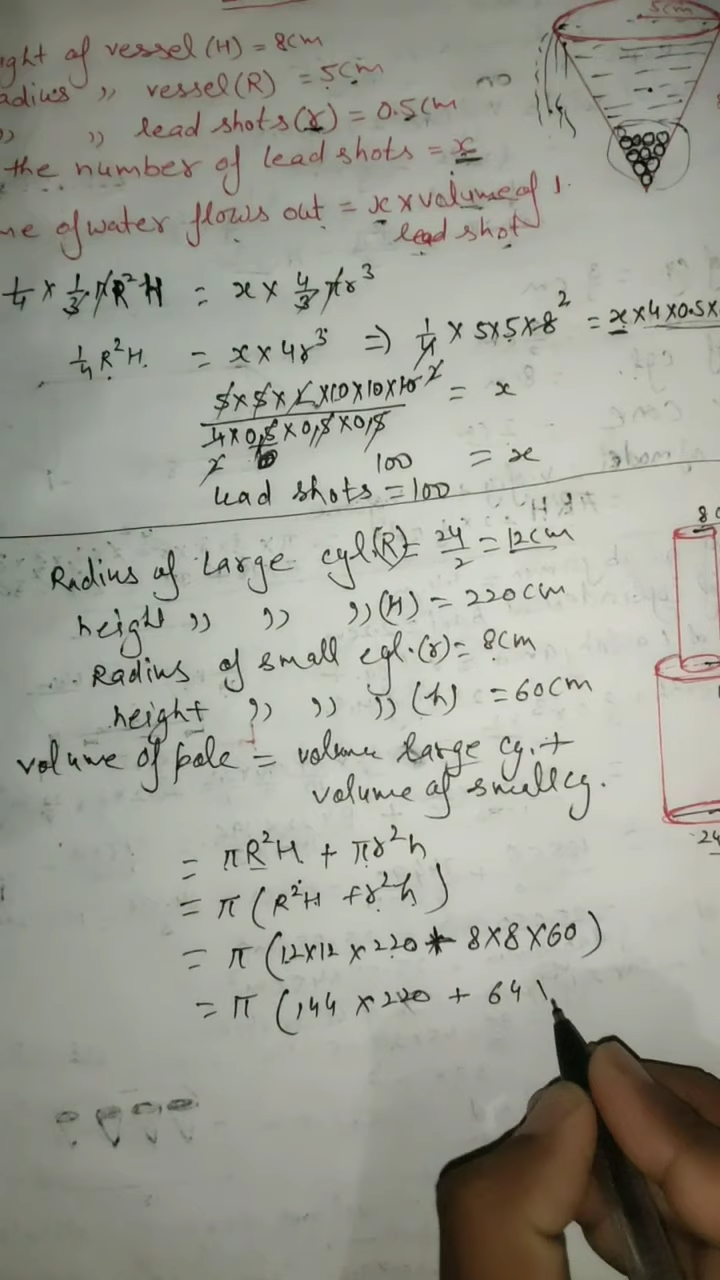 ght of vessel (H) = 8cm
adius ,, vessel (R) = 5cm
,, ,, lead shots (r) = 0.5cm
the number of lead shots = x
me of water flows out = x × volume of 1
lead shot
1/4 × 1/3 πR²H = x × 4/3 πr³
1/4 R²H = x × 4r³ ⇒ 1/4 × 5×5×8² = x×4×0.5×
5×5×2×10×10×10 / 4×0.5×0.5×0.5 = x
100 = x
lead shots = 100
5cm
Radius of Large cyl.(R) = 24/2 = 12cm
height ,, ,, ,, (H) = 220cm
Radius of small cyl.(r) = 8cm
height ,, ,, ,, (h) = 60cm
volume of pole = volume large cy. +
volume of small cy.
= πR²H + πr²h
= π (R²H + r²h)
= π (12×12 × 220 + 8×8×60)
= π (144 × 220 + 64
8
24